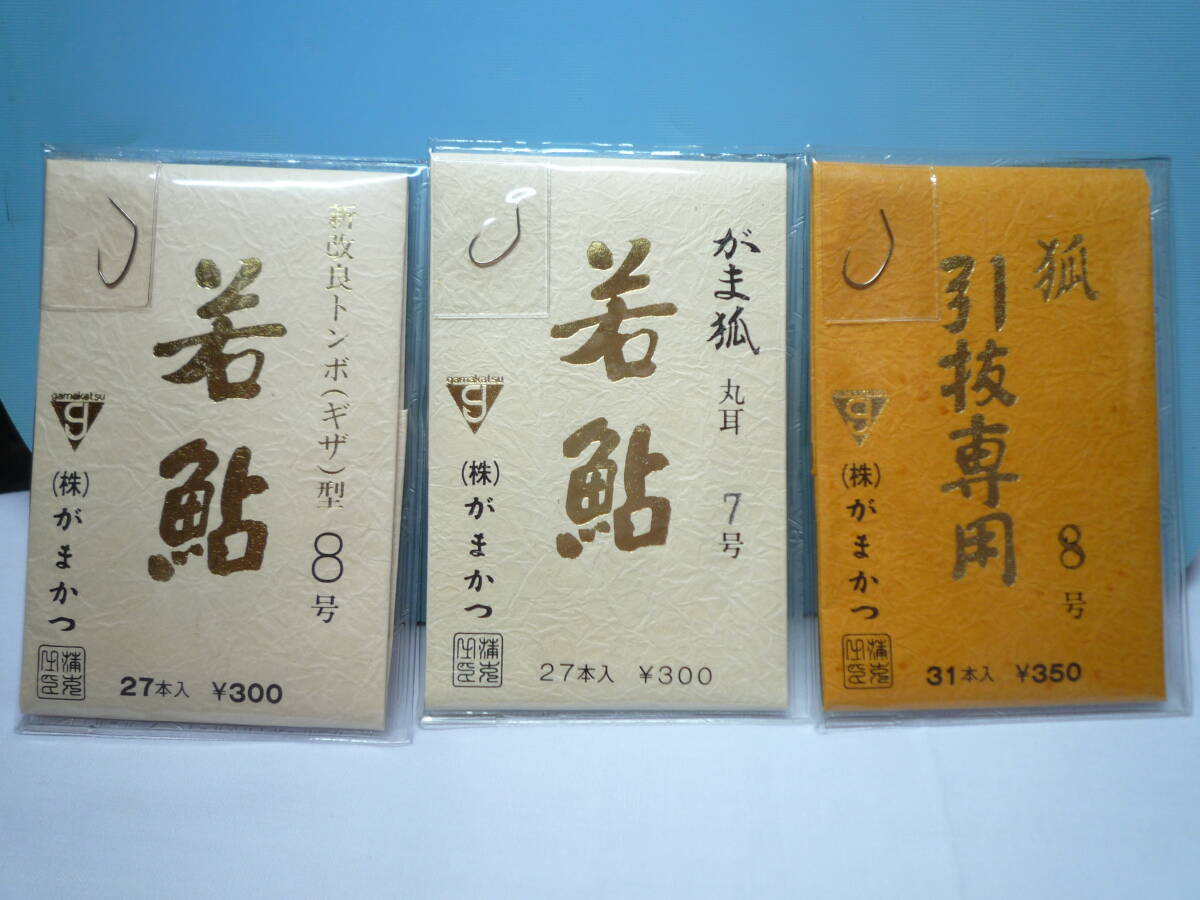 新改良トンボ(ギザ)型 8号
若鮎
gamakatsu
(株)がまかつ
27本入 ¥300
がま狐 丸耳 7号
若鮎
gamakatsu
(株)がまかつ
27本入 ¥300
狐 8号
引抜専用
(株)がまかつ
31本入 ¥350